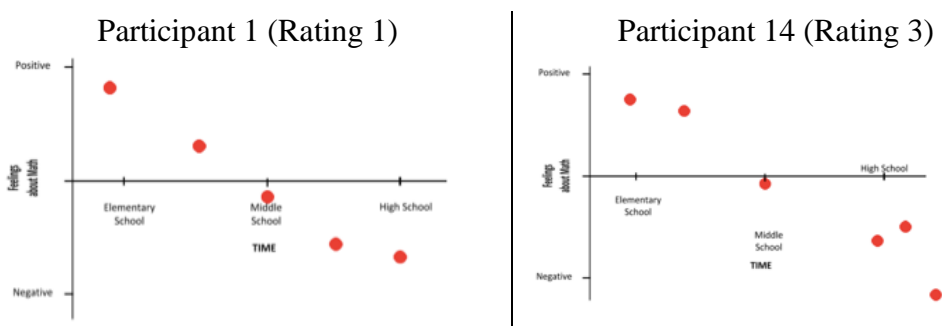 Participant 1 (Rating 1)
Positive
Feelings
about Math
Elementary
School
Middle
School
High School
TIME
Negative
Participant 14 (Rating 3)
Positive
Feelings
about Math
High School
Elementary
School
Middle
School
TIME
Negative